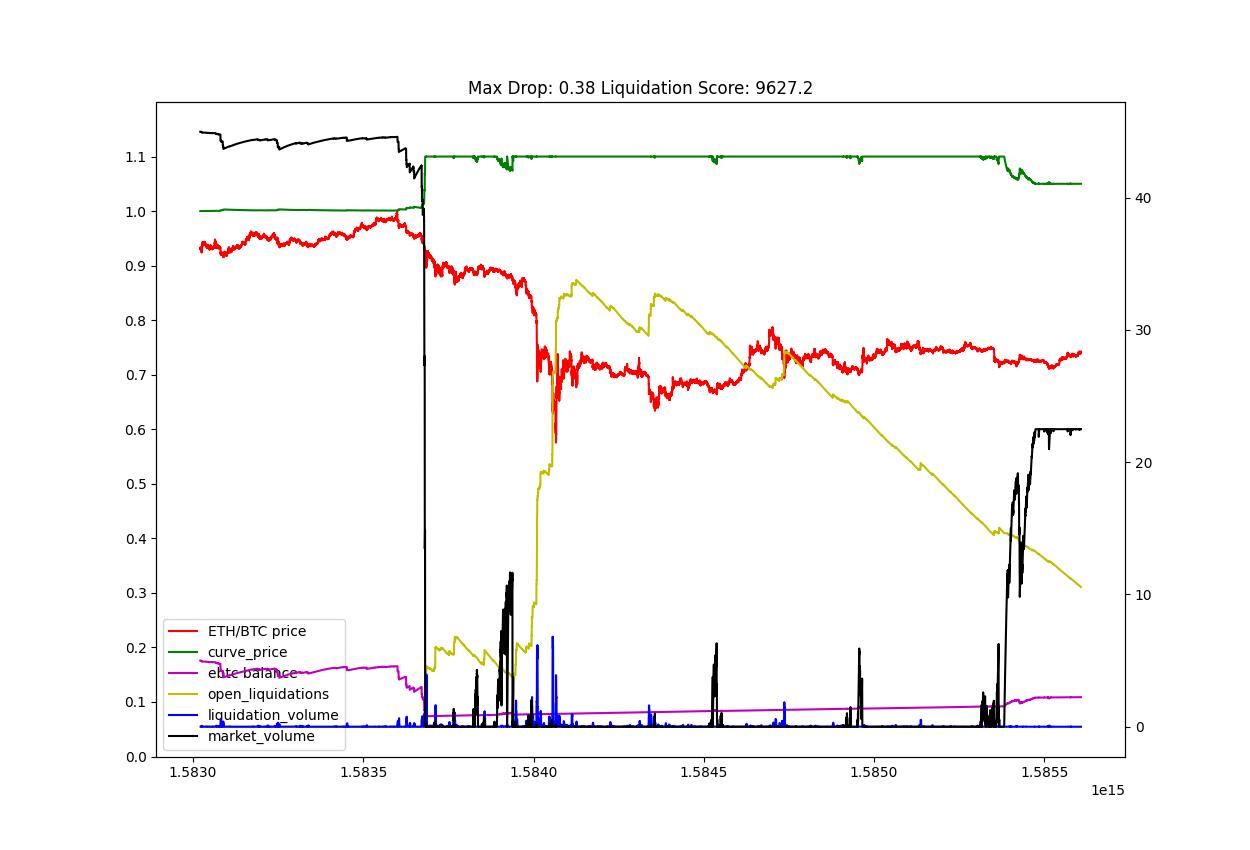 Max Drop: 0.38 Liquidation Score: 9627.2
1.1
1.0
0.9
0.8
0.7
0.6
0.5
0.4
0.3
0.2
0.1
0.0
40
30
20
10
0
ETH/BTC price
curve_price
ebtc balance
open_liquidations
liquidation_volume
market_volume
1.5830 1.5835 1.5840 1.5845 1.5850 1.5855
1e15